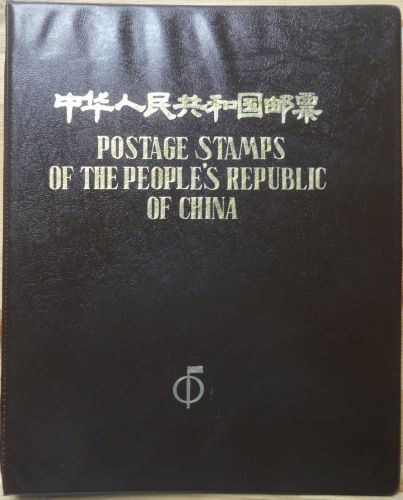 中华人民共和国邮票
POSTAGE STAMPS
OF THE PEOPLE'S REPUBLIC
OF CHINA